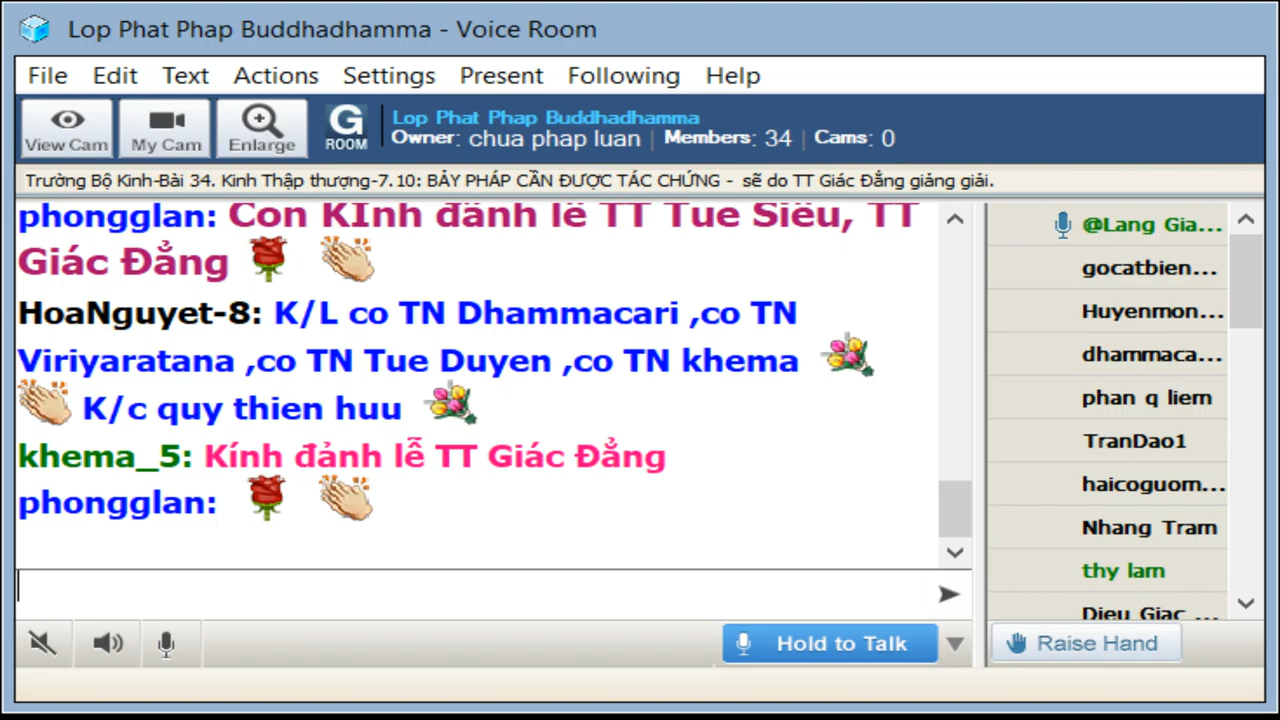 Lop Phat Phap Buddhadhamma - Voice Room
File Edit Text Actions Settings Present Following Help
View Cam My Cam Enlarge G ROOM
Lop Phat Phap Buddhadhamma
Owner: chua phap luan | Members: 34 | Cams: 0
Trường Bộ Kinh-Bài 34. Kinh Thập thượng-7.10: BẢY PHÁP CẦN ĐƯỢC TÁC CHỨNG - sẽ do TT Giác Đẳng giảng giải.
phongglan: Con KInh đảnh lễ TT Tue Siêu, TT
Giác Đẳng
HoaNguyet-8: K/L co TN Dhammacari ,co TN
Viriyaratana ,co TN Tue Duyen ,co TN khema
K/c quy thien huu
khema_5: Kính đảnh lễ TT Giác Đẳng
phongglan:
@Lang Gia...
gocatbien...
Huyenmon...
dhammaca...
phan q liem
TranDao1
haicoguom...
Nhang Tram
thy lam
Dieu Giac ...
Hold to Talk
Raise Hand